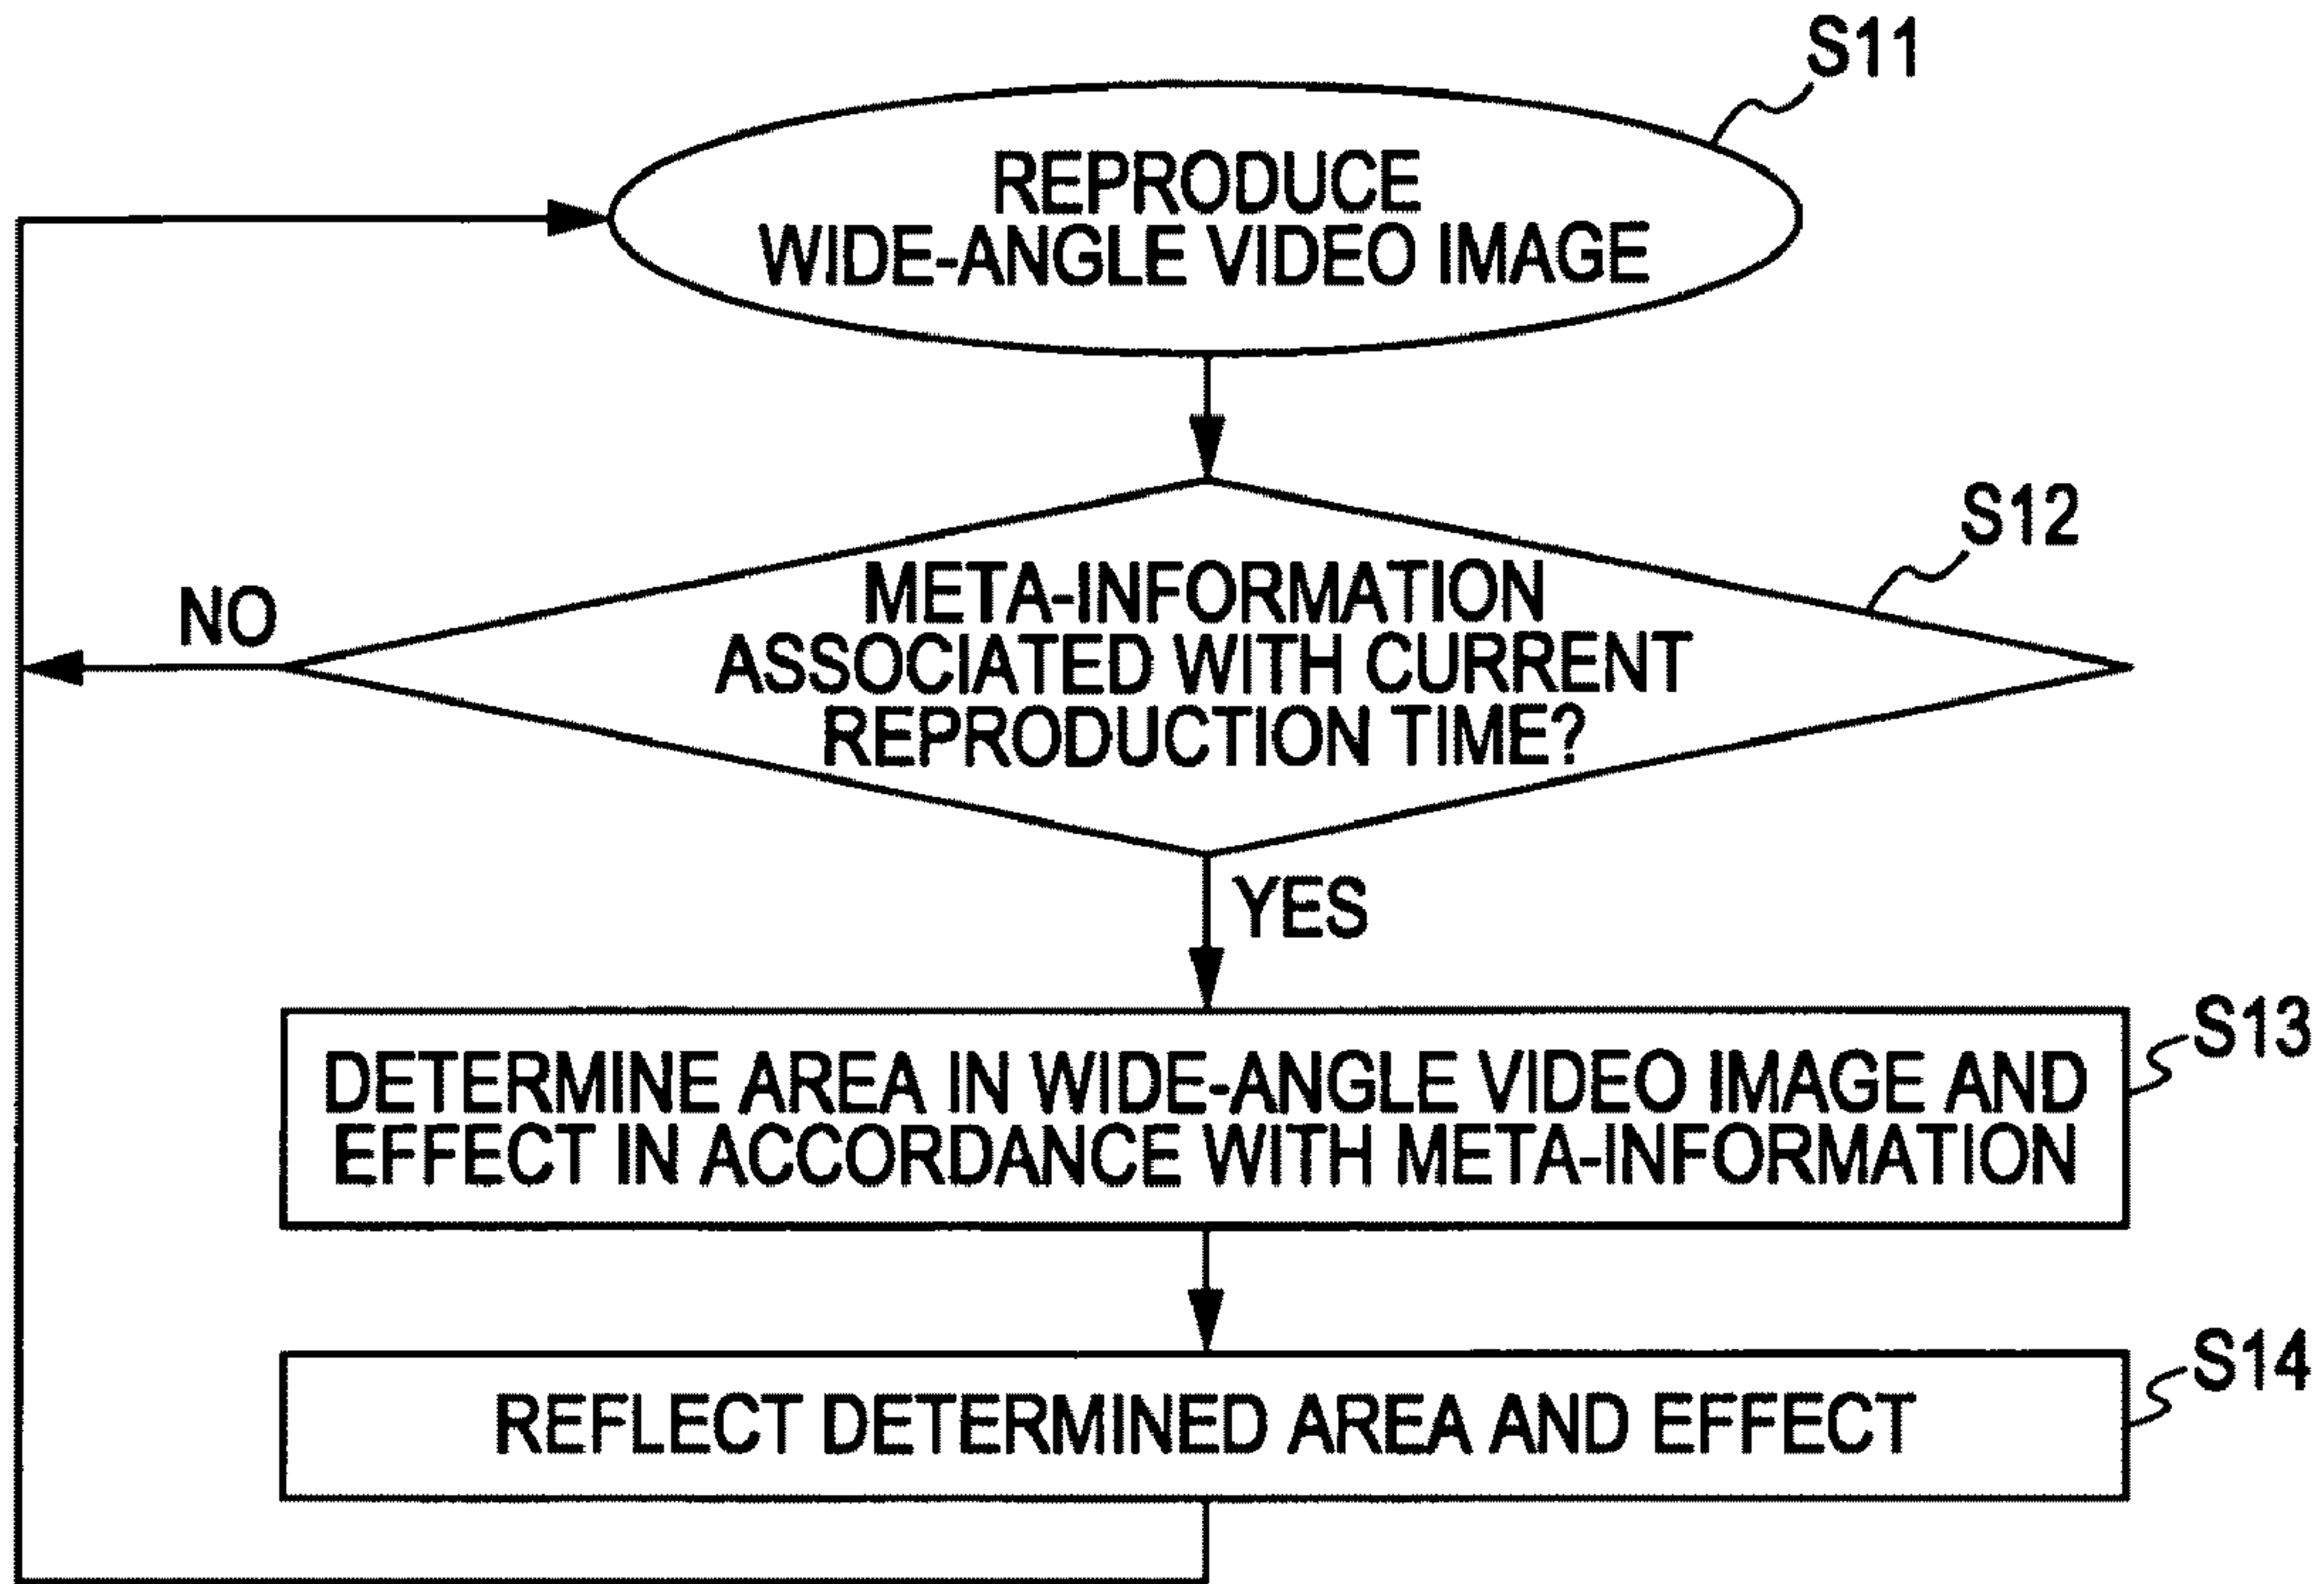 S11
REPRODUCE
WIDE-ANGLE VIDEO IMAGE
S12
META-INFORMATION
ASSOCIATED WITH CURRENT
REPRODUCTION TIME?
NO
YES
S13
DETERMINE AREA IN WIDE-ANGLE VIDEO IMAGE AND
EFFECT IN ACCORDANCE WITH META-INFORMATION
S14
REFLECT DETERMINED AREA AND EFFECT